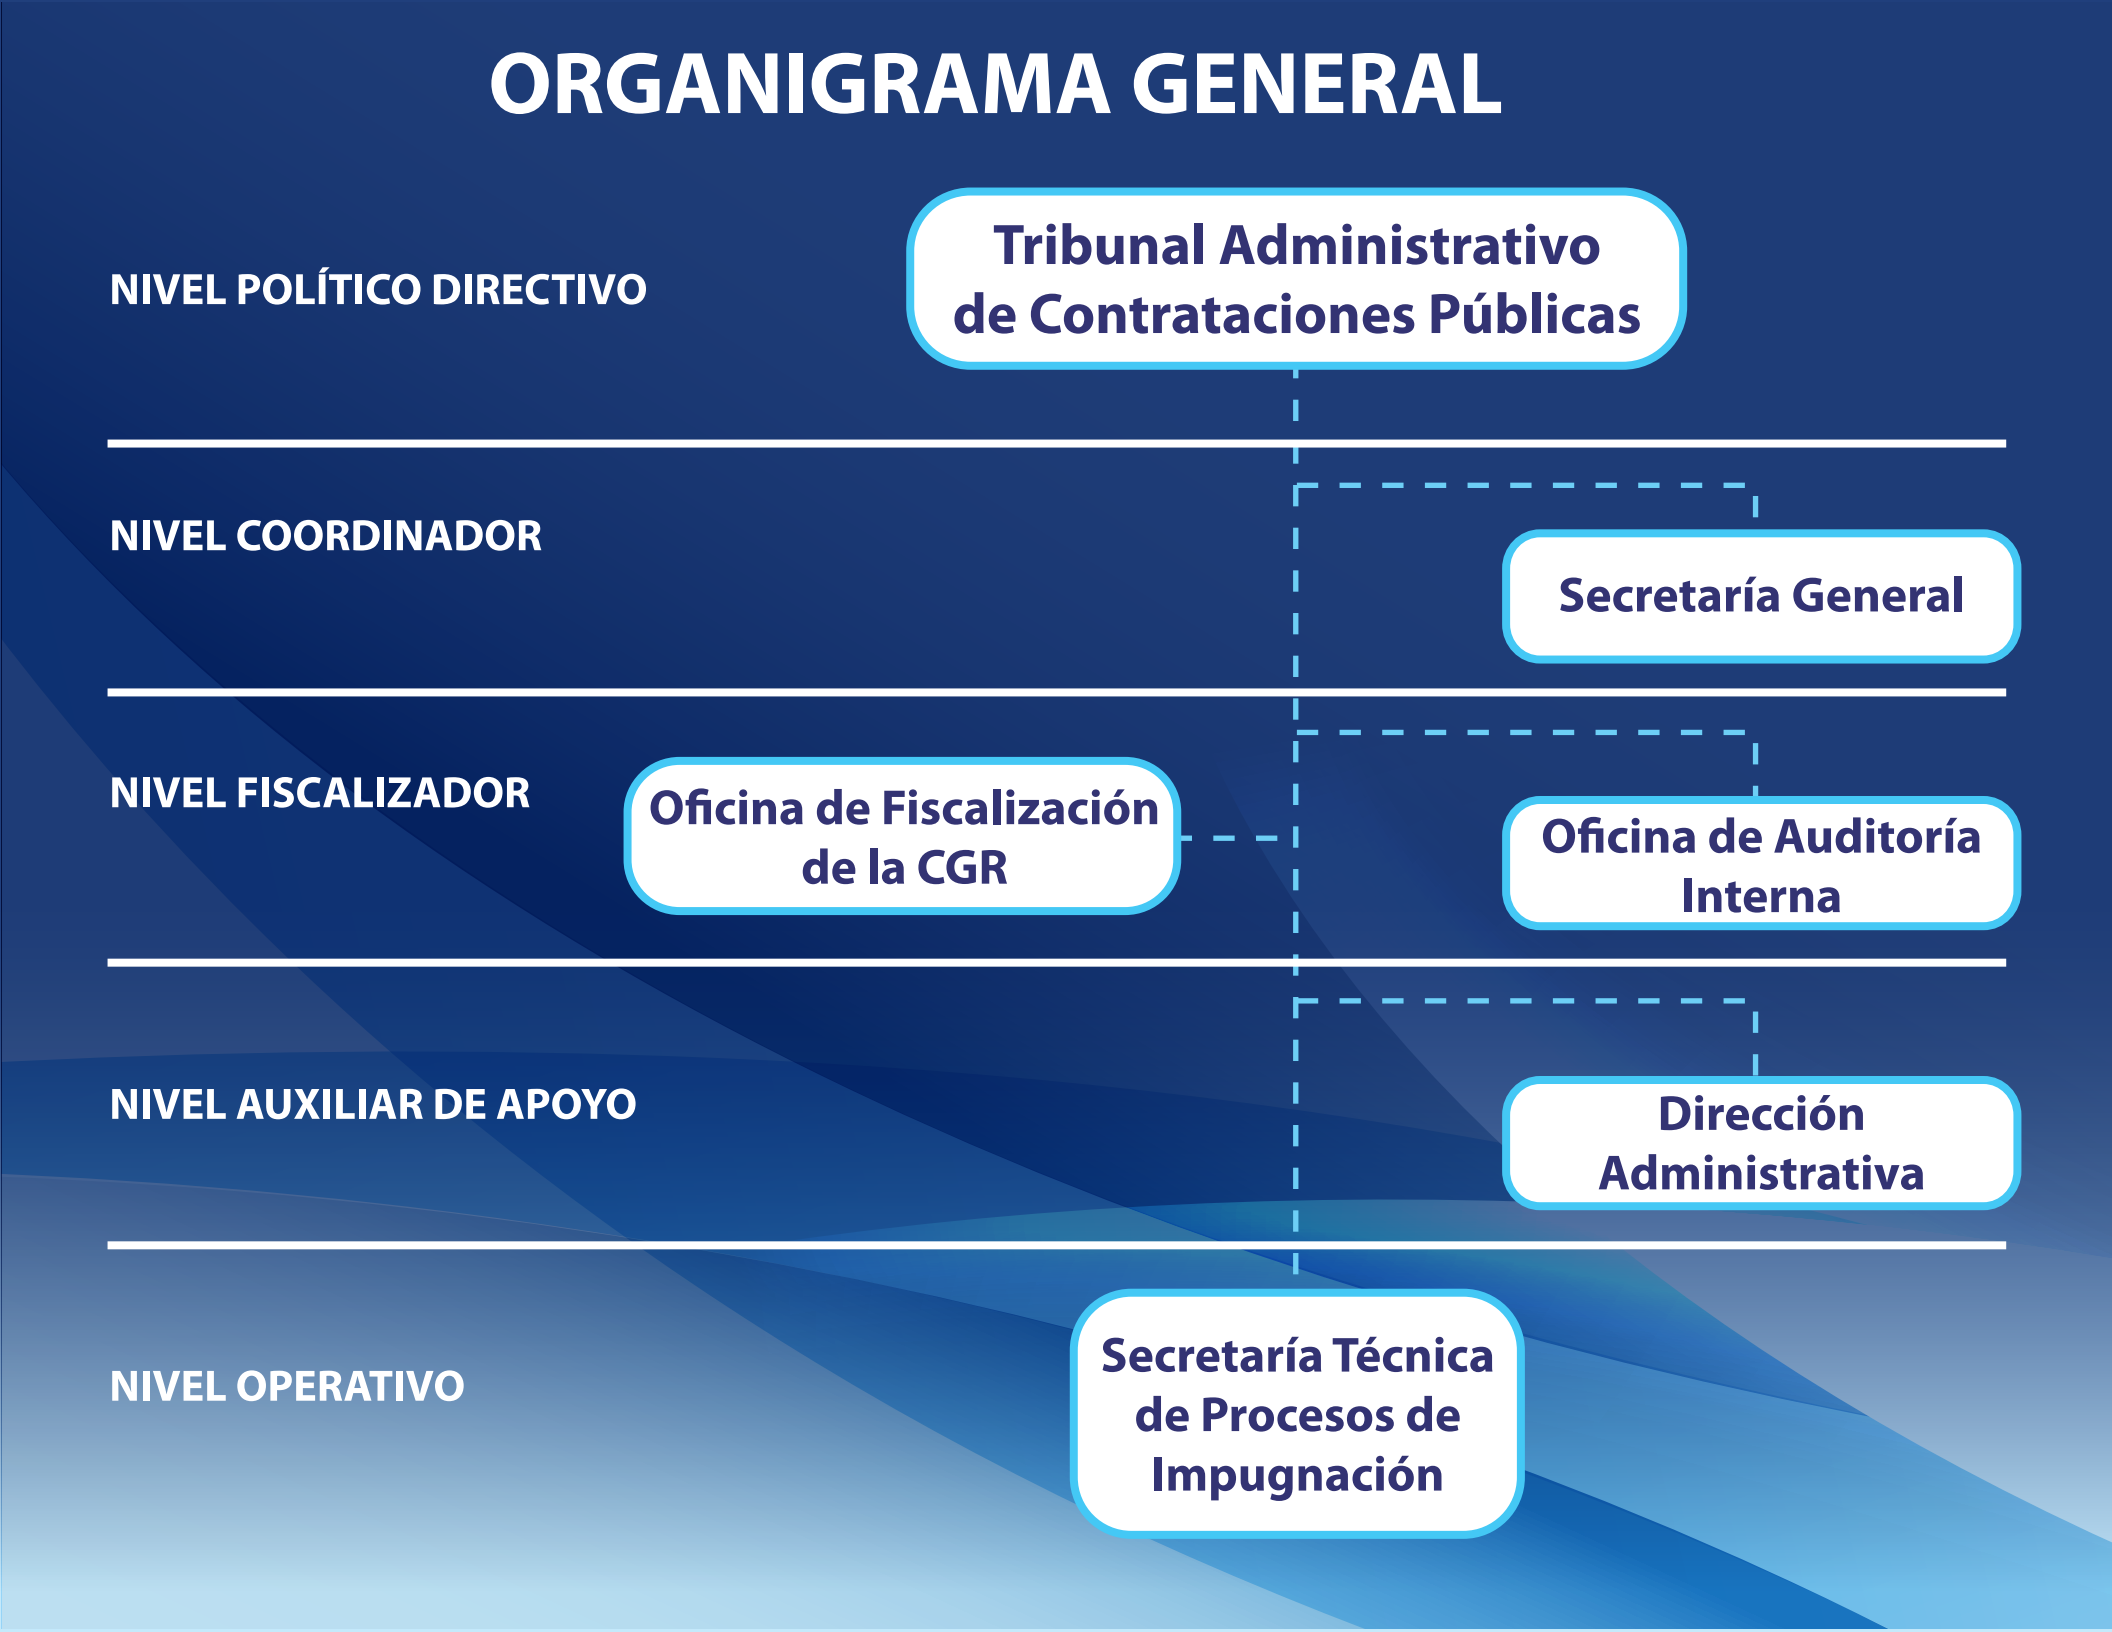 ORGANIGRAMA GENERAL
NIVEL POLÍTICO DIRECTIVO
Tribunal Administrativo
de Contrataciones Públicas
NIVEL COORDINADOR
Secretaría General
NIVEL FISCALIZADOR
Oficina de Fiscalización
de la CGR
Oficina de Auditoría
Interna
NIVEL AUXILIAR DE APOYO
Dirección
Administrativa
NIVEL OPERATIVO
Secretaría Técnica
de Procesos de
Impugnación